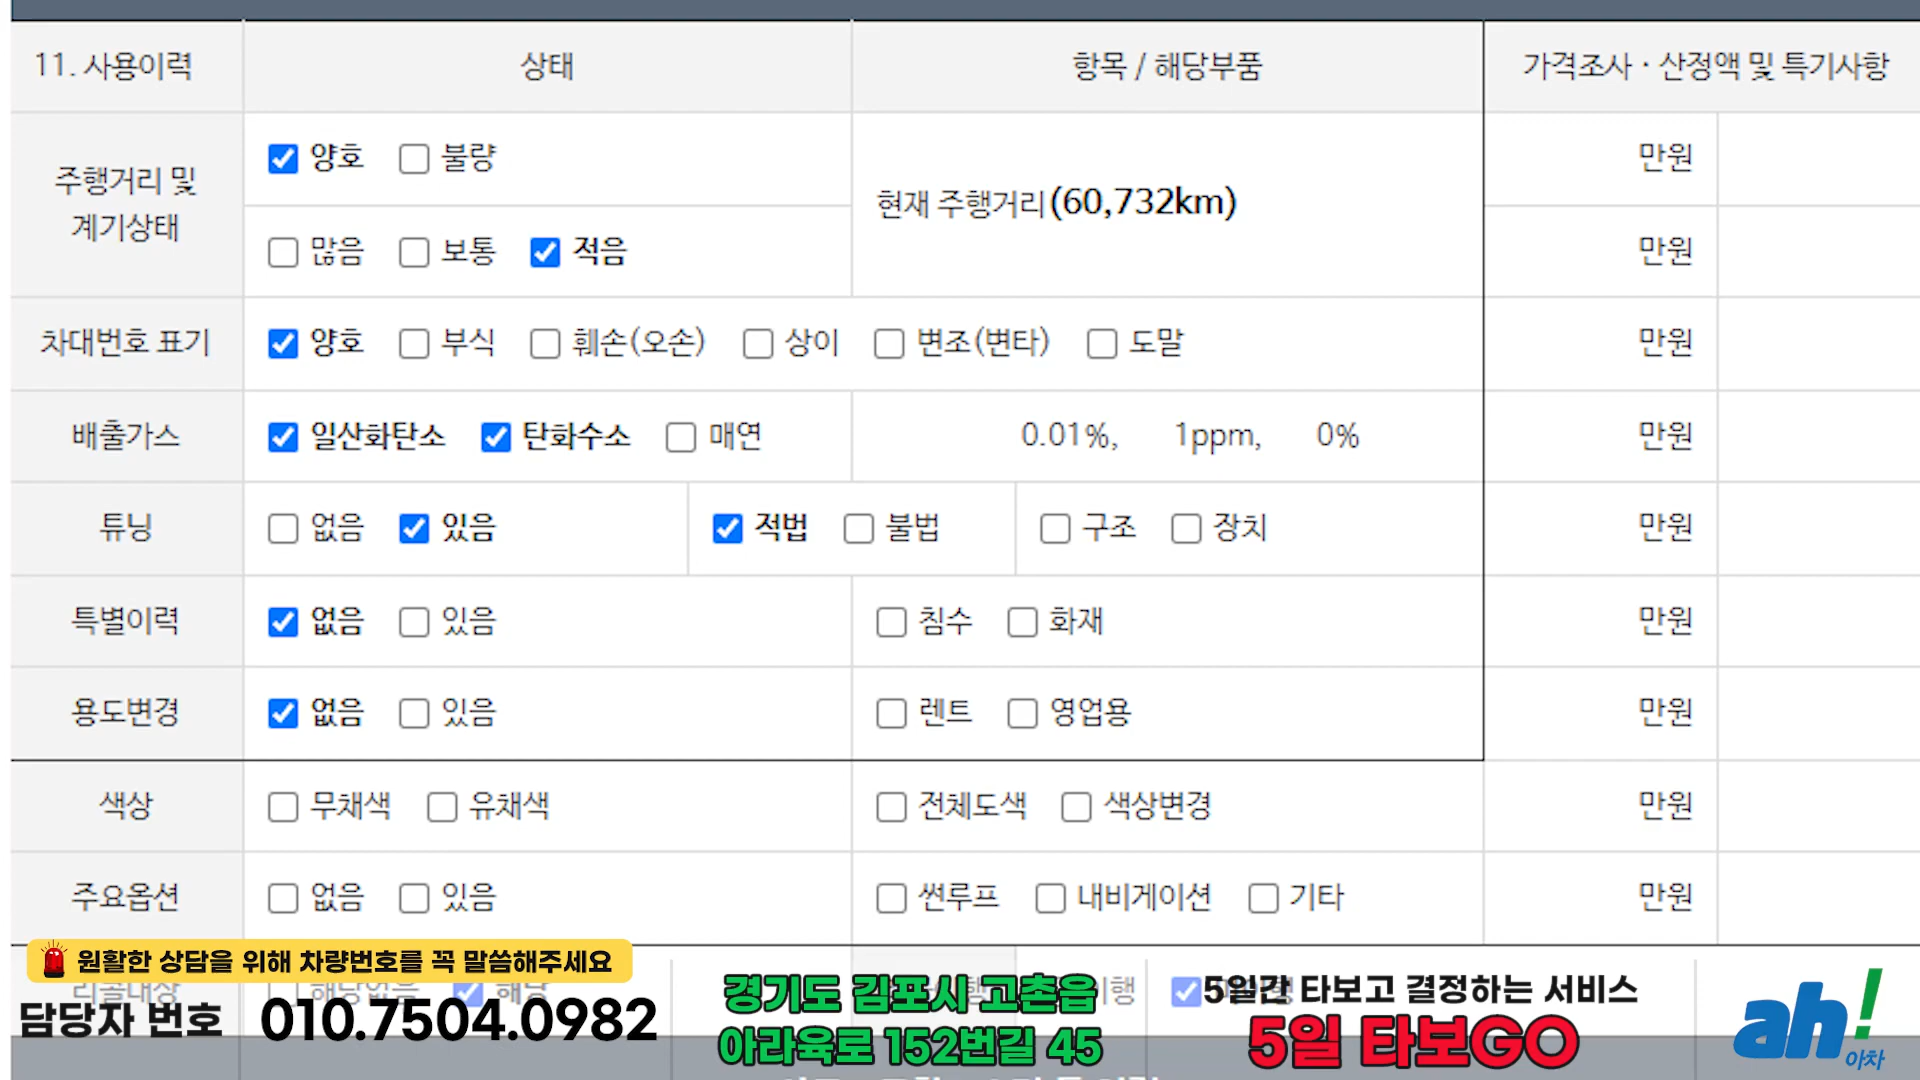 11. 사용이력 상태 항목 / 해당부품 가격조사 · 산정액 및 특기사항
주행거리 및
계기상태
양호 불량
많음 보통 적음
현재 주행거리(60,732km)
만원
만원
차대번호 표기 양호 부식 훼손(오손) 상이 변조(변타) 도말 만원
배출가스 일산화탄소 탄화수소 매연 0.01%, 1ppm, 0% 만원
튜닝 없음 있음 적법 불법 구조 장치 만원
특별이력 없음 있음 침수 화재 만원
용도변경 없음 있음 렌트 영업용 만원
색상 무채색 유채색 전체도색 색상변경 만원
주요옵션 없음 있음 썬루프 내비게이션 기타 만원
원활한 상담을 위해 차량번호를 꼭 말씀해주세요
담당자 번호 010.7504.0982
경기도 김포시 고촌읍
아라육로 152번길 45
5일간 타보고 결정하는 서비스
5일 타보GO
ah!
아차